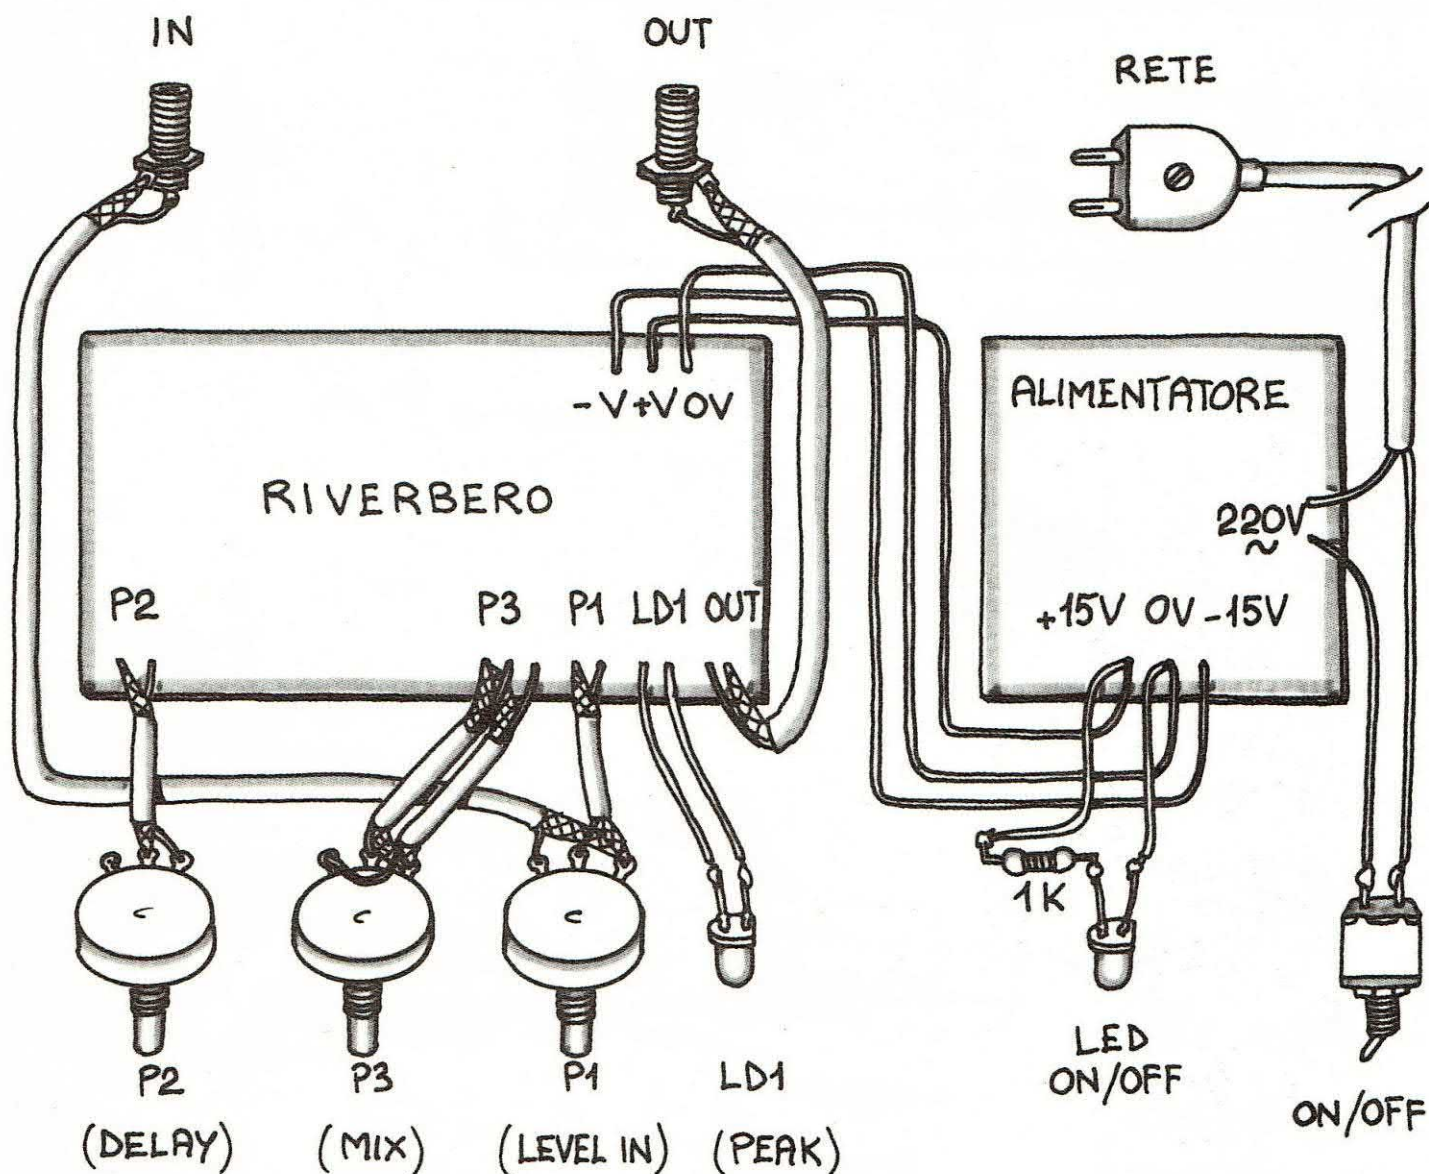 IN
OUT
RETE
-V +V 0V
ALIMENTATORE
RIVERBERO
220V
~
P2 P3 P1 LD1 OUT
+15V 0V -15V
1K
P2
(DELAY)
P3
(MIX)
P1
(LEVEL IN)
LD1
(PEAK)
LED
ON/OFF
ON/OFF